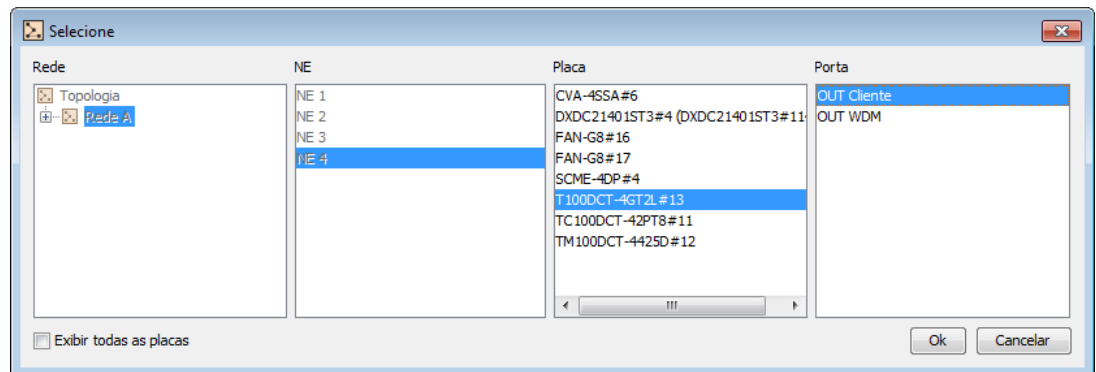 Selecione
Rede
NE
Placa
Porta
Topologia
Rede A
NE 1
NE 2
NE 3
NE 4
CVA-4SSA#6
DXDC21401ST3#4 (DXDC21401ST3#11
FAN-G8#16
FAN-G8#17
SCME-4DP#4
T100DCT-4GT2L#13
TC100DCT-42PT8#11
TM100DCT-4425D#12
OUT Cliente
OUT WDM
Exibir todas as placas
Ok
Cancelar